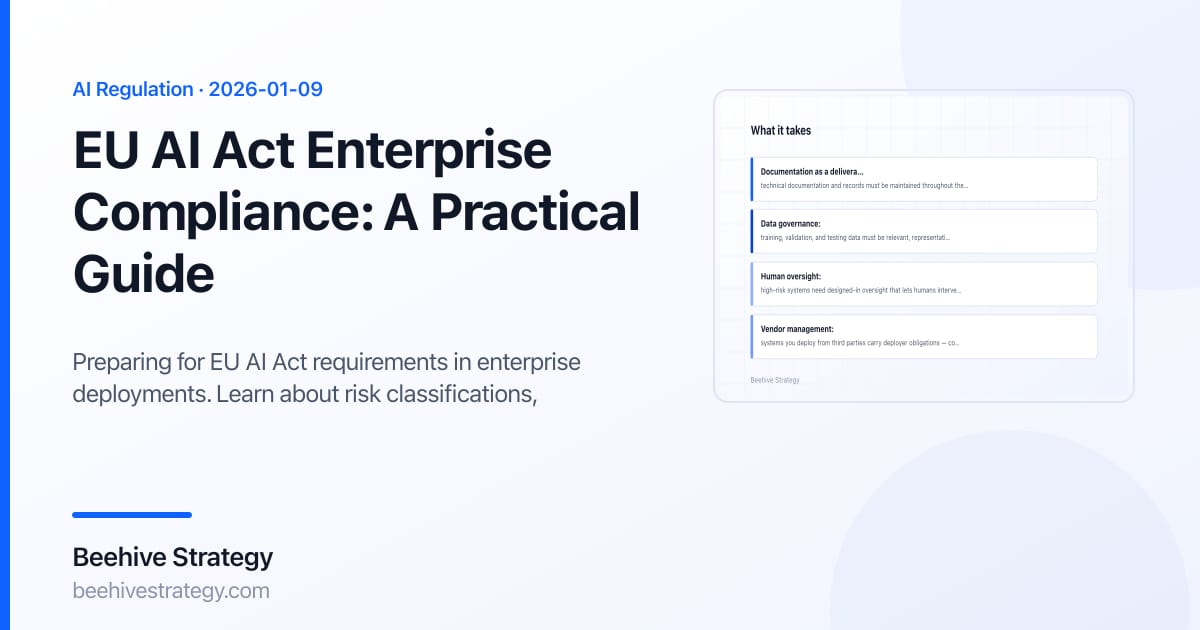 AI Regulation · 2026-01-09
EU AI Act Enterprise
Compliance: A Practical
Guide
Preparing for EU AI Act requirements in enterprise
deployments. Learn about risk classifications,
Beehive Strategy
beehivestrategy.com
What it takes
Documentation as a delivera...
technical documentation and records must be maintained throughout the...
Data governance:
training, validation, and testing data must be relevant, representati...
Human oversight:
high-risk systems need designed-in oversight that lets humans interve...
Vendor management:
systems you deploy from third parties carry deployer obligations — co...
Beehive Strategy